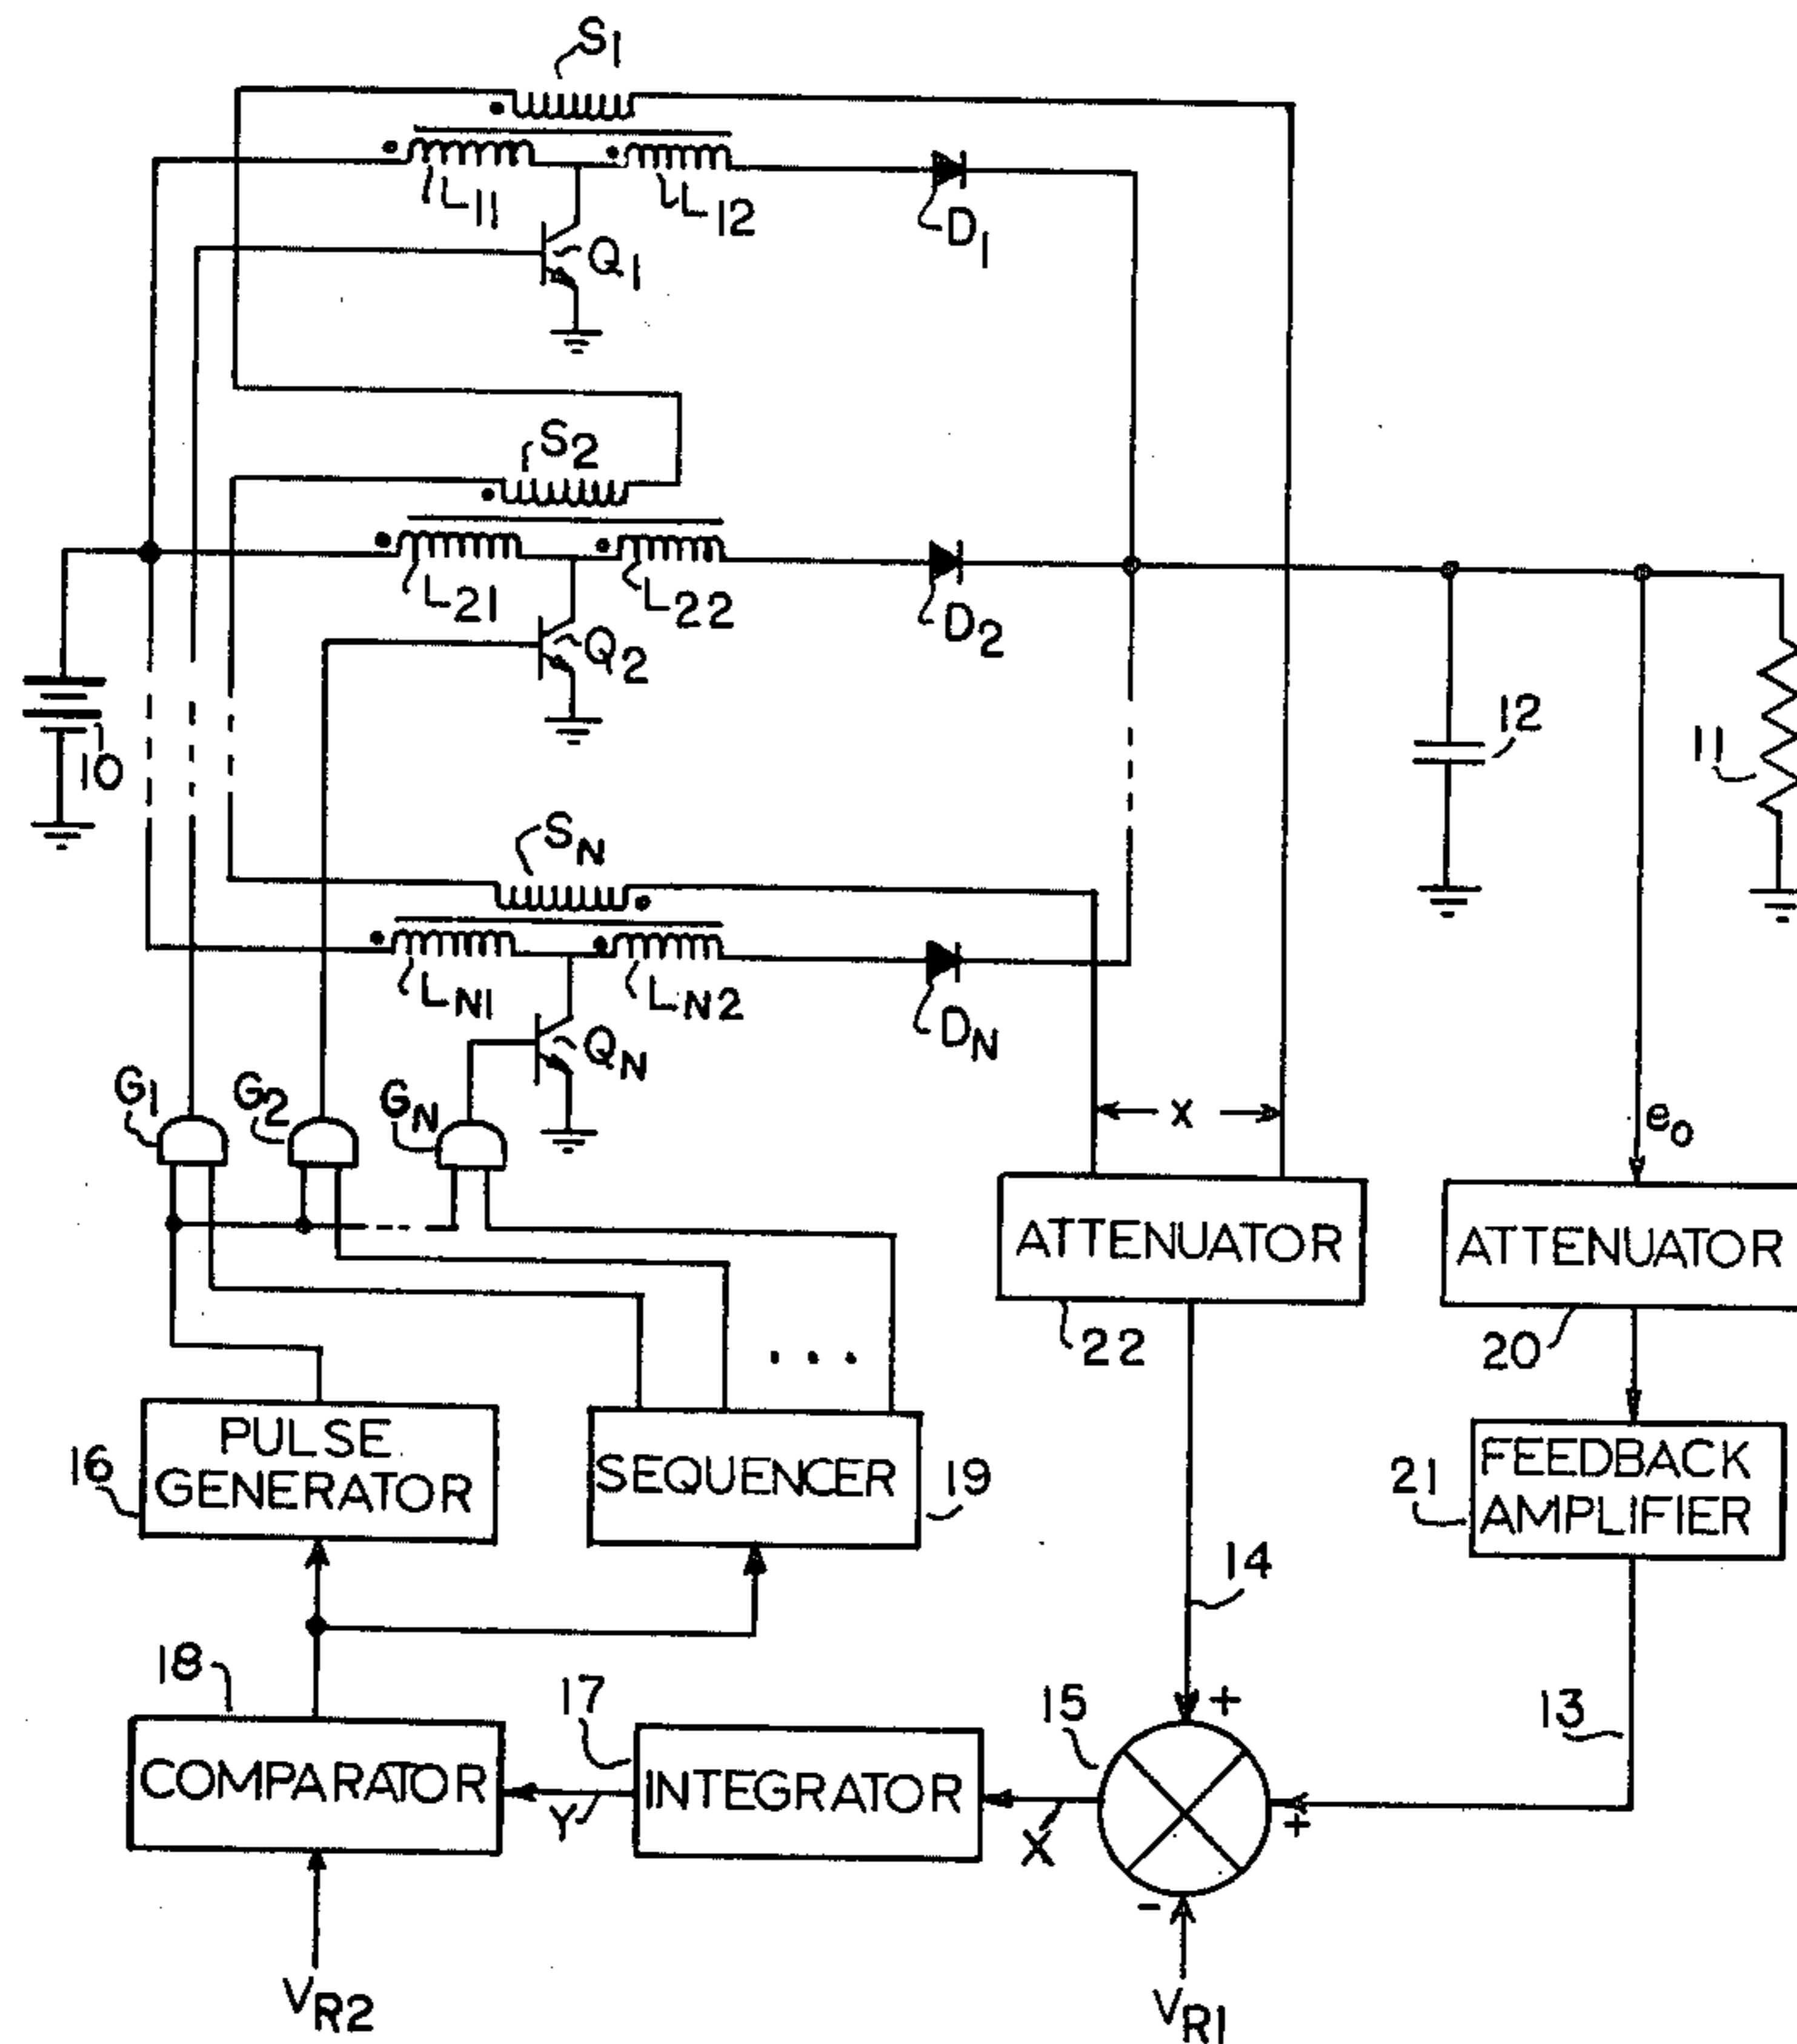 S1
L11
L12
D1
Q1
S2
L21
L22
D2
Q2
10
12
11
SN
LN1
LN2
DN
QN
G1
G2
GN
X
eo
ATTENUATOR
22
ATTENUATOR
20
...
PULSE GENERATOR
16
SEQUENCER
19
FEEDBACK AMPLIFIER
21
14
18
17
15
+
13
COMPARATOR
Y
INTEGRATOR
X
+
-
VR2
VR1